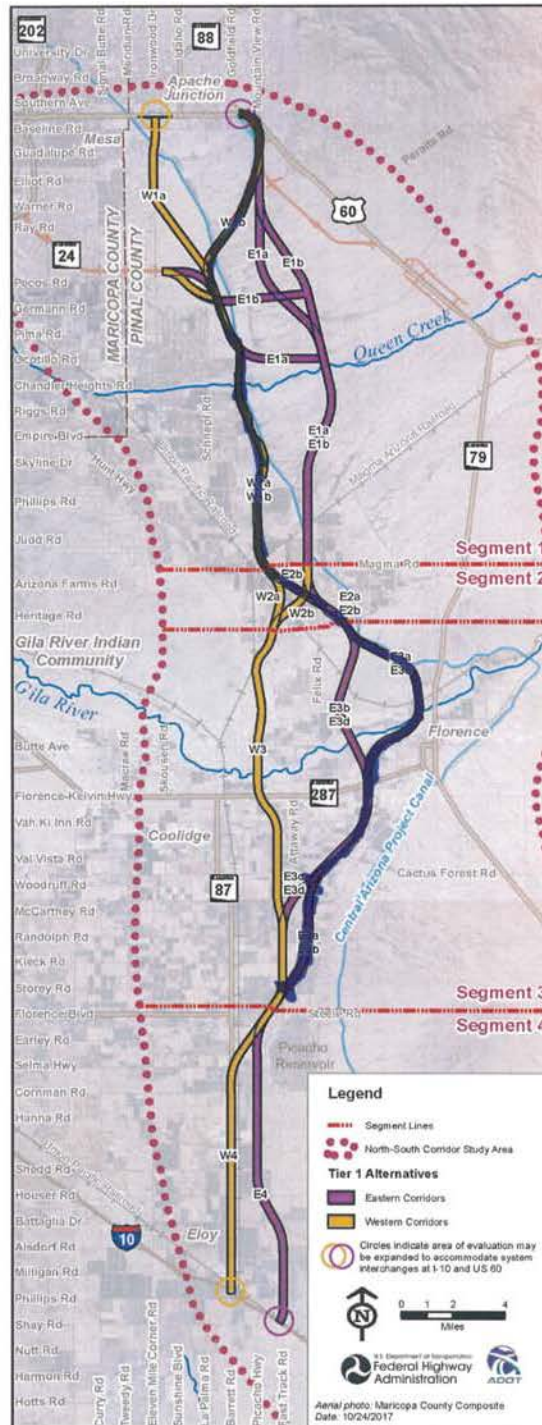 202
88
University Dr
Broadway Rd
Southern Ave
Baseline Rd
Guadalupe Rd
Elliot Rd
Warner Rd
Ray Rd
Pecos Rd
Germann Rd
Pima Rd
Ocotillo Rd
Chandler Heights Rd
Riggs Rd
Empire Blvd
Skyline Dr
Phillips Rd
Judd Rd
Arizona Farms Rd
Heritage Rd
Signal Butte Rd
Meridian Rd
Ironwood Dr
Idaho Rd
Goldfield Rd
Mountain View Rd
Apache
Junction
Mesa
Peralta Rd
60
24
79
MARICOPA COUNTY
PINAL COUNTY
W1a
E1a
E1b
E1b
E1a
E1a
E1b
Queen Creek
Schnepf Rd
Hunt Hwy
Magma Arizona Railroad
Magma Rd
Segment 1
Segment 2
E2b
W2a
W2b
E2a
E2b
Gila River Indian
Community
Gila River
Felix Rd
E3b
E3d
Florence
W3
Butte Ave
Macrae Rd
Skousen Rd
Florence-Kelvin Hwy
287
Vah Ki Inn Rd
Coolidge
Attaway Rd
Val Vista Rd
Woodruff Rd
87
E3c
E3d
Cactus Forest Rd
Central Arizona Project Canal
McCartney Rd
Randolph Rd
Kleck Rd
Storey Rd
Florence Blvd
Segment 3
Segment 4
Steele Rd
Earley Rd
Selma Hwy
Cornman Rd
Hanna Rd
Picacho
Reservoir
W4
E4
Shedd Rd
Houser Rd
Battaglia Dr
Alsdorf Rd
Milligan Rd
Phillips Rd
Shay Rd
Nutt Rd
Harmon Rd
Hotts Rd
10
Eloy
Curry Rd
Tweedy Rd
Eleven Mile Corner Rd
Sunshine Blvd
La Palma Rd
Barrett Rd
Picacho Hwy
Fast Track Rd
Legend
Segment Lines
North-South Corridor Study Area
Tier 1 Alternatives
Eastern Corridors
Western Corridors
Circles indicate area of evaluation may
be expanded to accommodate system
interchanges at I-10 and US 60
N
0 1 2 4
Miles
U.S. Department of Transportation
Federal Highway
Administration
ADOT
Aerial photo: Maricopa County Composite
Date: 10/24/2017